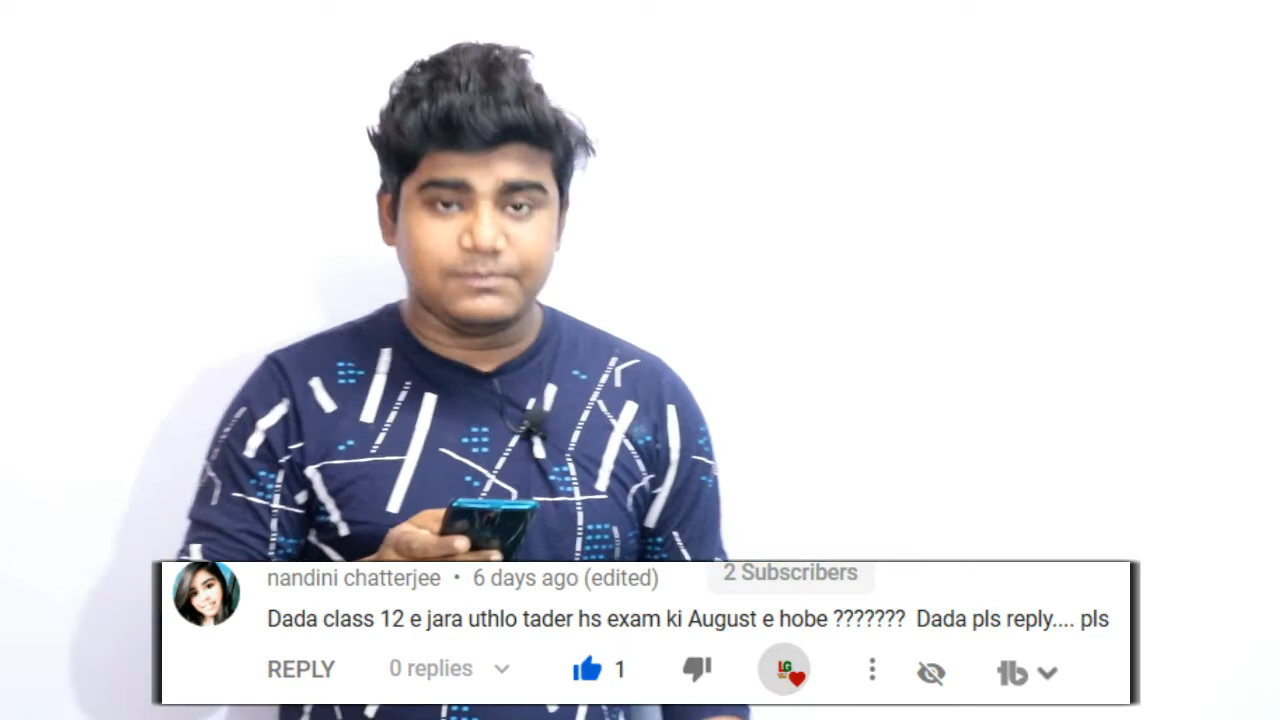 nandini chatterjee • 6 days ago (edited) 2 Subscribers
Dada class 12 e jara uthlo tader hs exam ki August e hobe ??????? Dada pls reply.... pls
REPLY 0 replies 1 LG